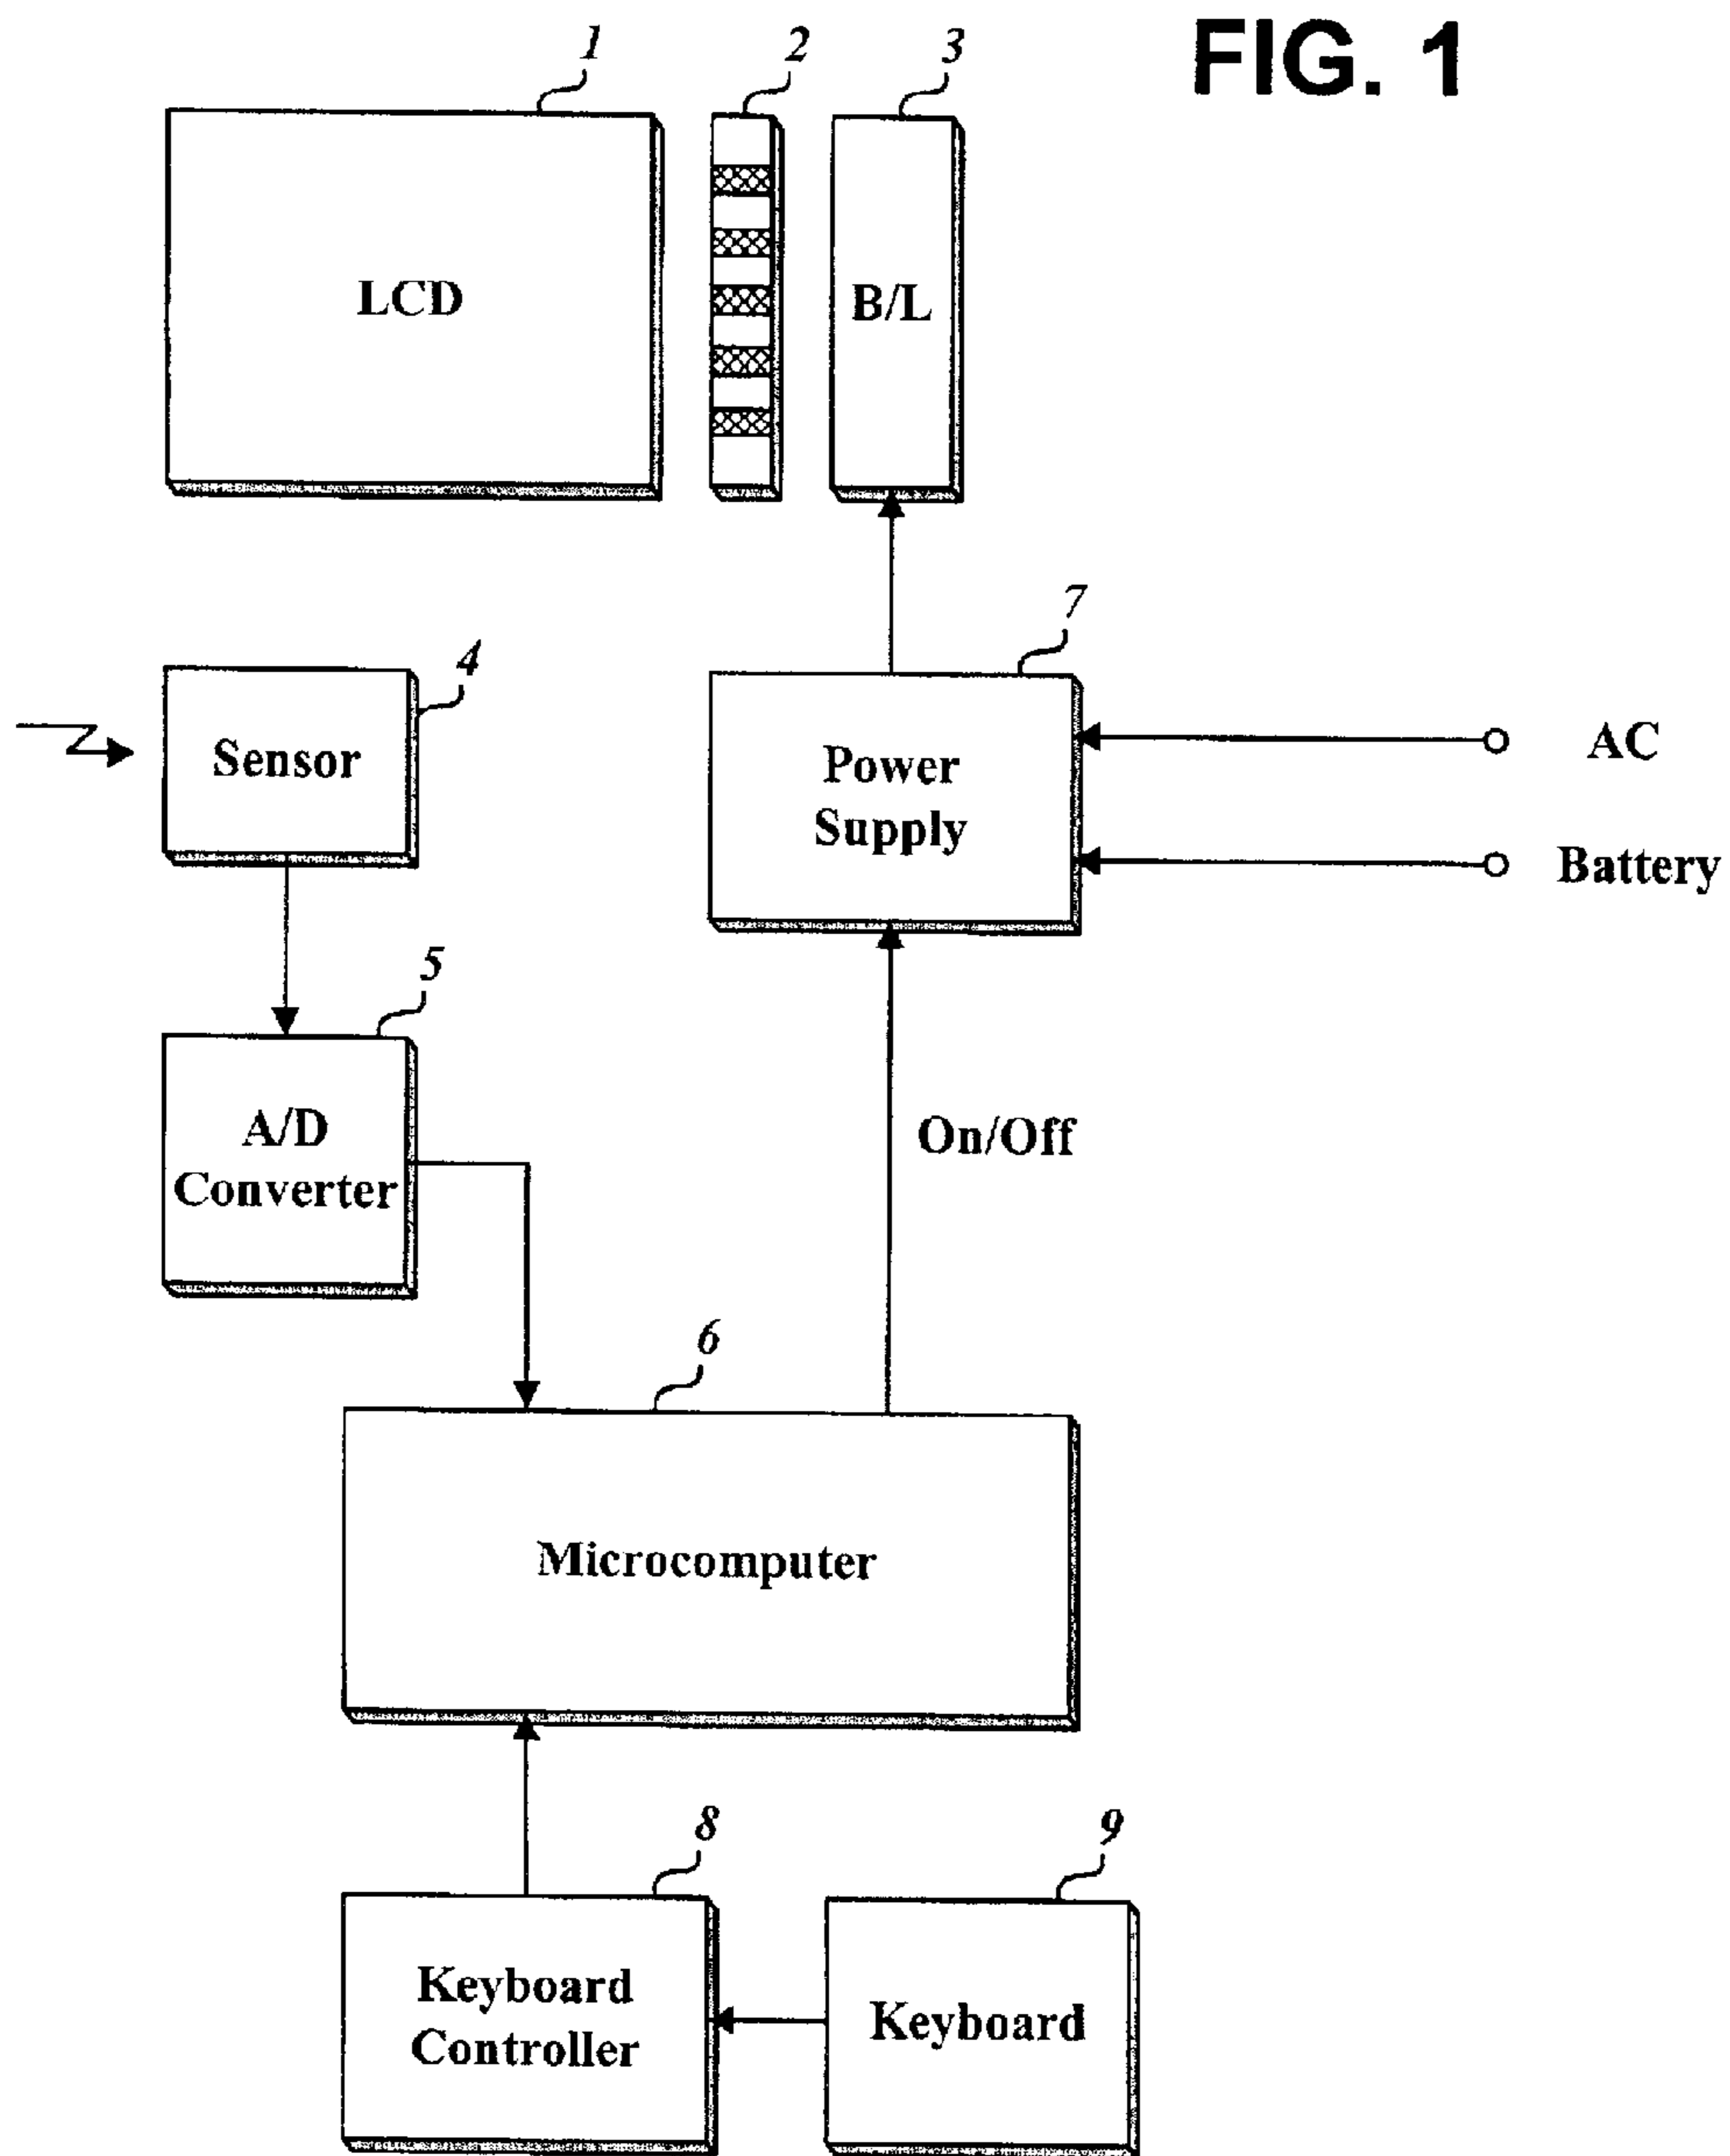 FIG. 1
1
2
3
LCD
B/L
4
7
Sensor
Power
Supply
AC
Battery
5
A/D
Converter
On/Off
6
Microcomputer
8
9
Keyboard
Controller
Keyboard